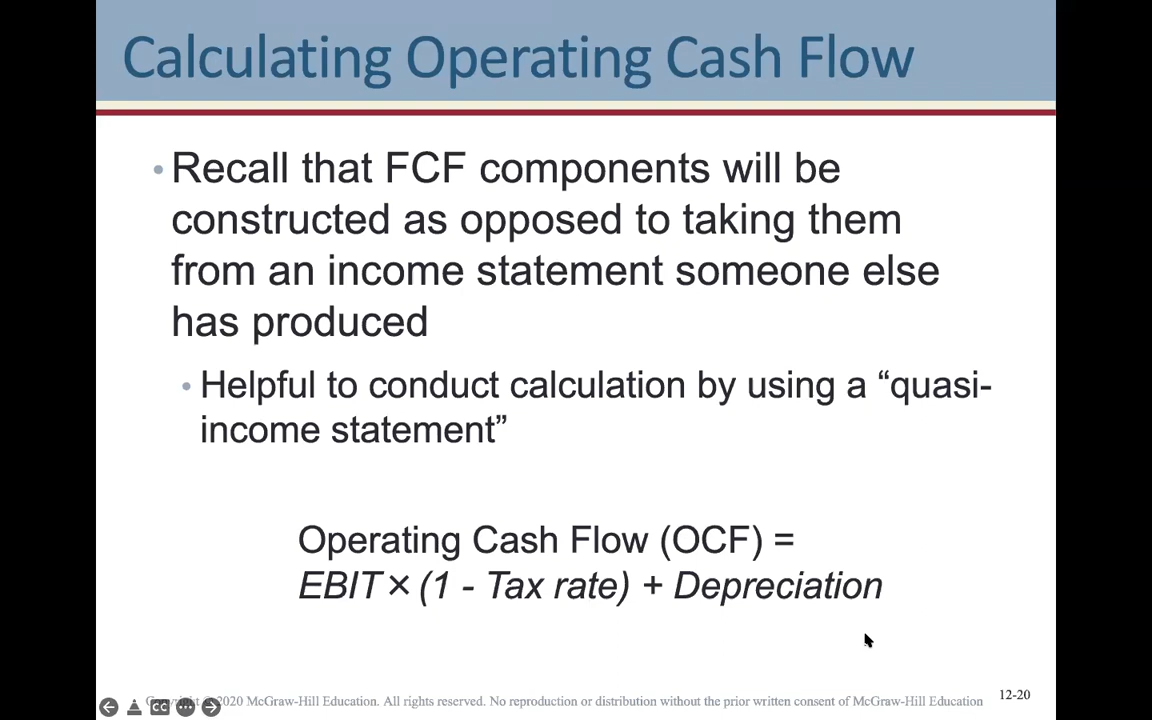 Calculating Operating Cash Flow
• Recall that FCF components will be
constructed as opposed to taking them
from an income statement someone else
has produced
• Helpful to conduct calculation by using a “quasi-
income statement”
Operating Cash Flow (OCF) =
EBIT × (1 - Tax rate) + Depreciation
Copyright ©2020 McGraw-Hill Education. All rights reserved. No reproduction or distribution without the prior written consent of McGraw-Hill Education
12-20
CC